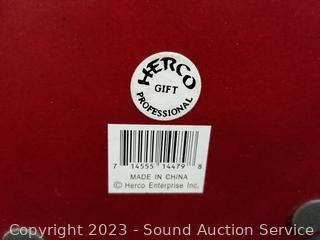 HERCO
GIFT
PROFESSIONAL
7 14555 14479 8
MADE IN CHINA
© Herco Enterprise Inc.
Copyright 2023 - Sound Auction Service